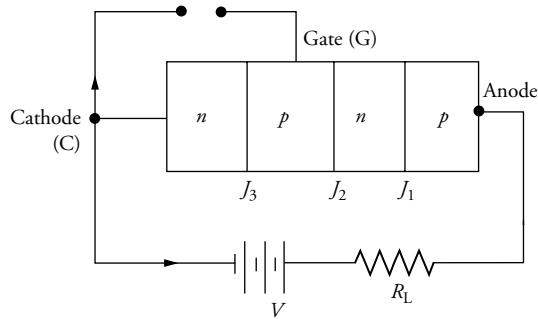 Gate (G)
Anode
Cathode
(C)
n p n p
J3 J2 J1
V
RL